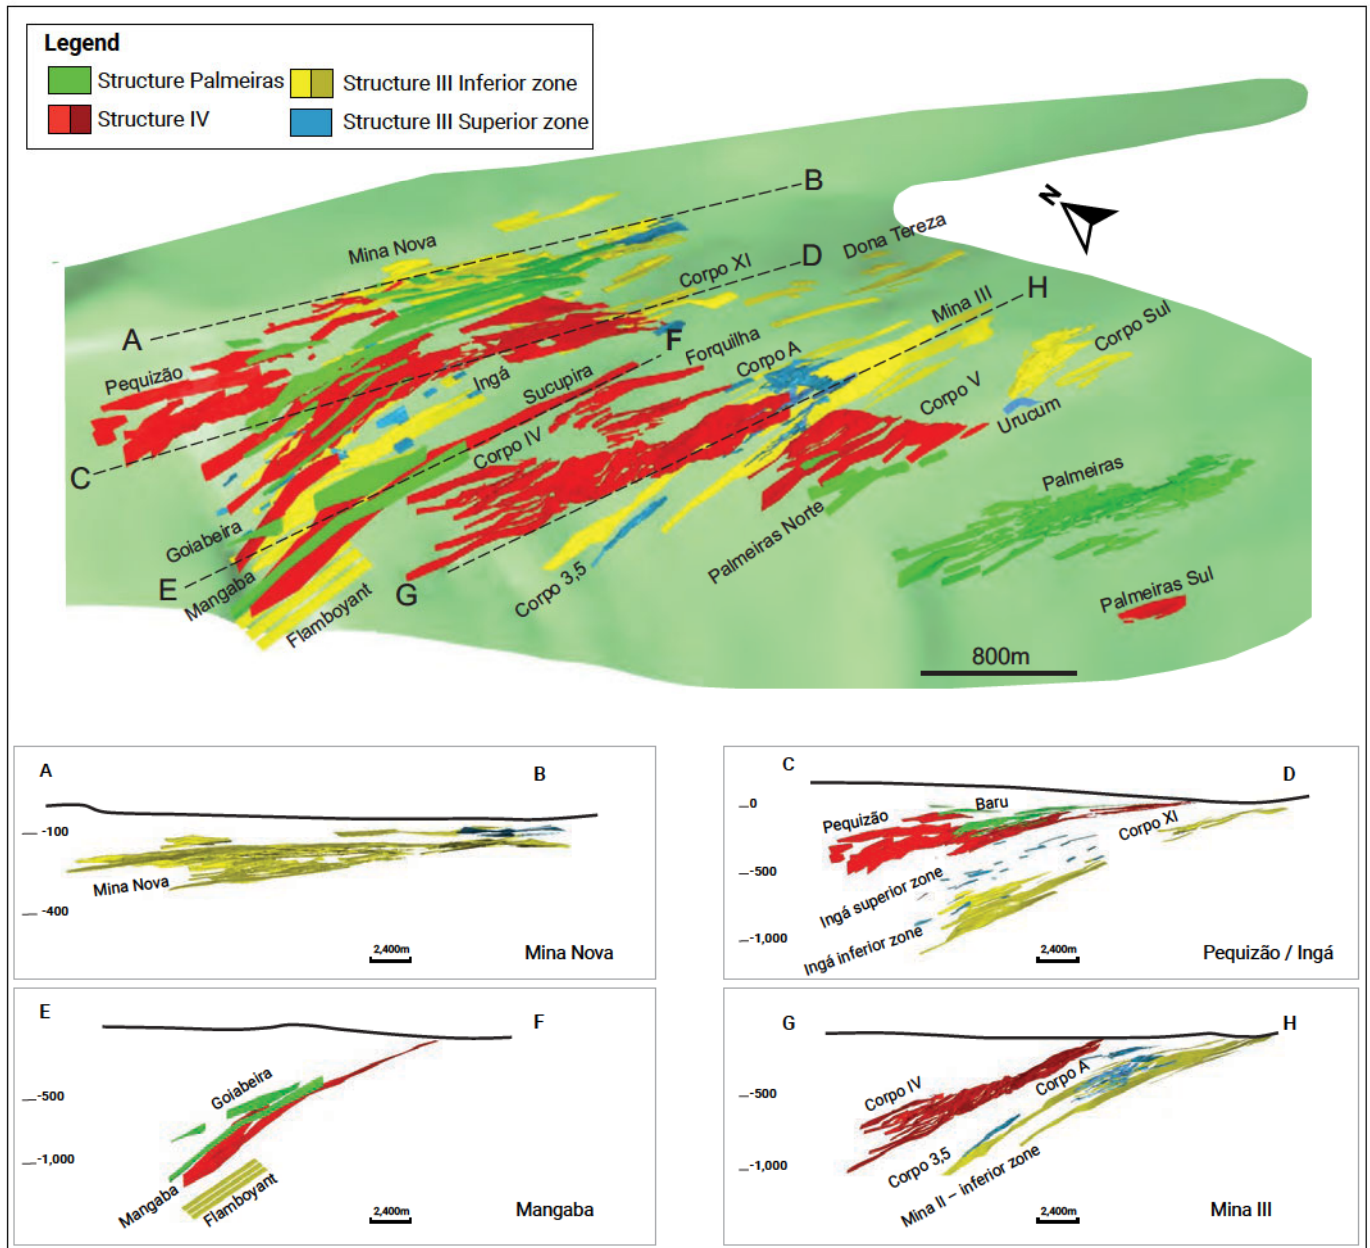 Legend
Structure Palmeiras
Structure III Inferior zone
Structure IV
Structure III Superior zone
N
B
Mina Nova
Dona Tereza
D
Corpo XI
H
A
Mina III
F
Corpo Sul
Forquilha
Pequizão
Corpo A
Ingá
Sucupira
Corpo V
Urucum
C
Corpo IV
Palmeiras
Goiabeira
Palmeiras Norte
E
Mangaba
G
Corpo 3,5
Palmeiras Sul
Flamboyant
800m
A
B
-100
Mina Nova
-400
2,400m
Mina Nova
C
D
0
Baru
Pequizão
Corpo XI
-500
Ingá superior zone
-1,000
Ingá inferior zone
2,400m
Pequizão / Ingá
E
F
Goiabeira
-500
-1,000
Mangaba
Flamboyant
2,400m
Mangaba
G
H
Corpo IV
Corpo A
-500
Corpo 3,5
-1,000
Mina II – inferior zone
2,400m
Mina III